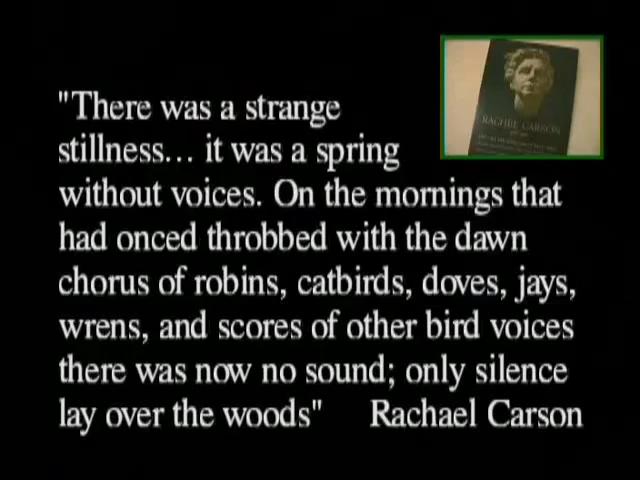 "There was a strange
stillness... it was a spring
without voices. On the mornings that
had onced throbbed with the dawn
chorus of robins, catbirds, doves, jays,
wrens, and scores of other bird voices
there was now no sound; only silence
lay over the woods" Rachael Carson
RACHEL CARSON